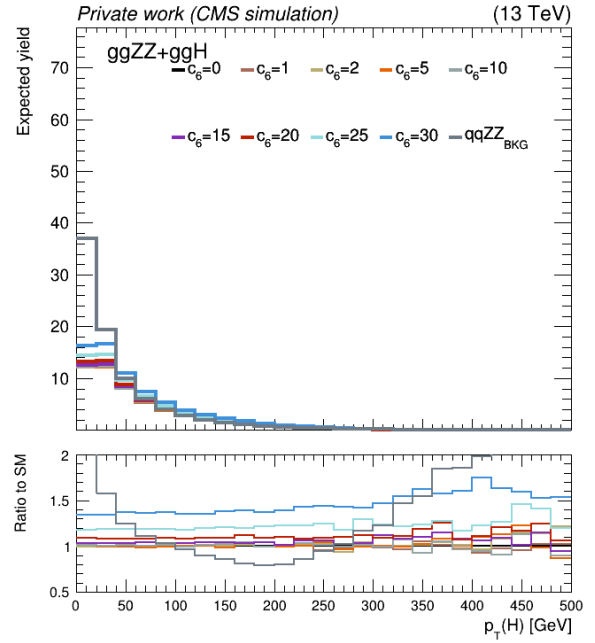 Private work (CMS simulation) (13 TeV)
Expected yield
ggZZ+ggH
c6=0 c6=1 c6=2 c6=5 c6=10
c6=15 c6=20 c6=25 c6=30 qqZZBKG
70
60
50
40
30
20
10
Ratio to SM
2
1.5
1
0.5
0 50 100 150 200 250 300 350 400 450 500
pT(H) [GeV]